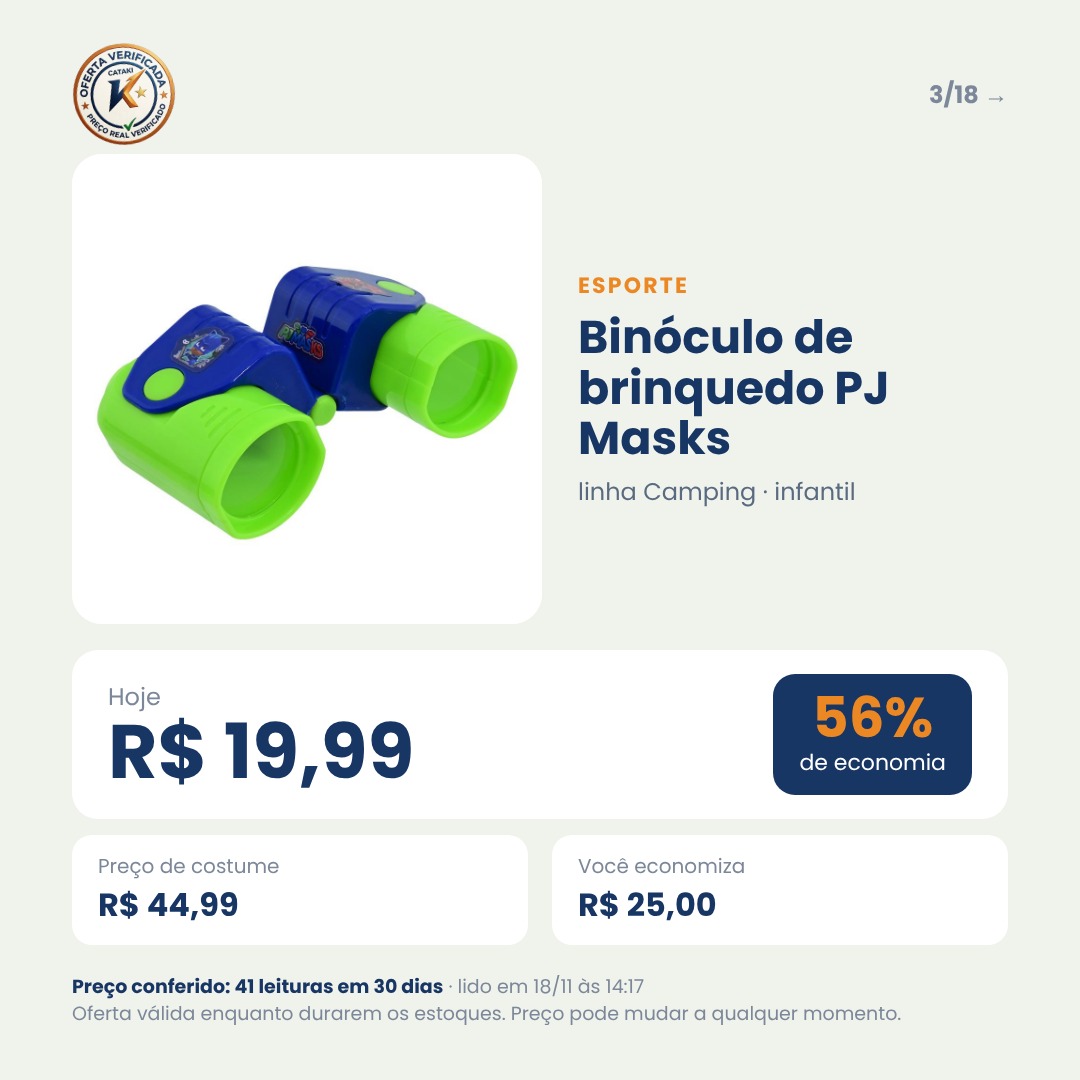 OFERTA VERIFICADA
CATAKI
K
PREÇO REAL VERIFICADO
3/18 →
PJ MASKS
ESPORTE
Binóculo de
brinquedo PJ
Masks
linha Camping · infantil
Hoje
R$ 19,99
56%
de economia
Preço de costume
R$ 44,99
Você economiza
R$ 25,00
Preço conferido: 41 leituras em 30 dias · lido em 18/11 às 14:17
Oferta válida enquanto durarem os estoques. Preço pode mudar a qualquer momento.